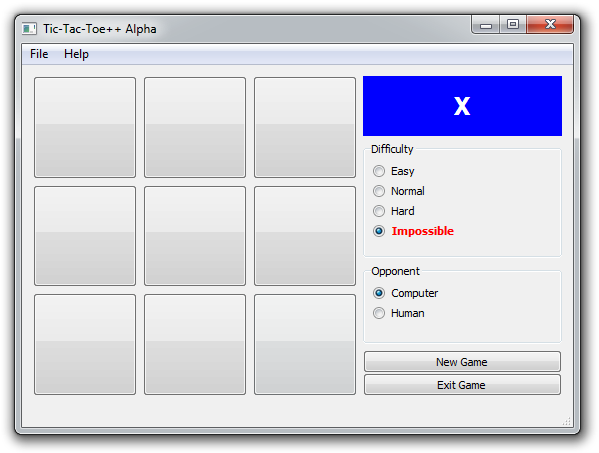 Tic-Tac-Toe++ Alpha
File Help
X
Difficulty
Easy
Normal
Hard
Impossible
Opponent
Computer
Human
New Game
Exit Game